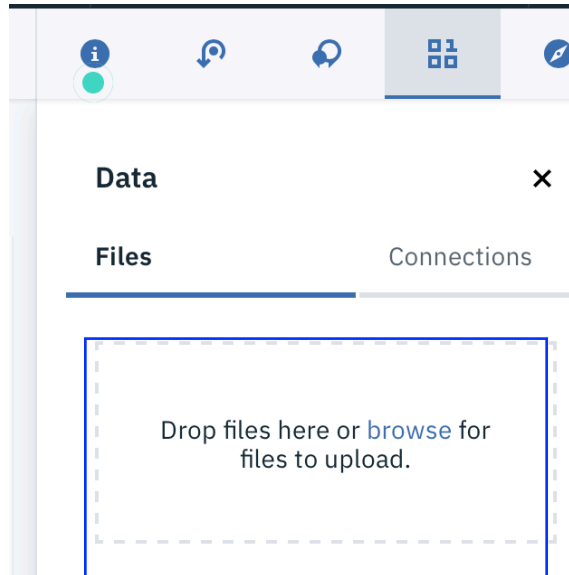 Data
Files
Connections
Drop files here or browse for
files to upload.